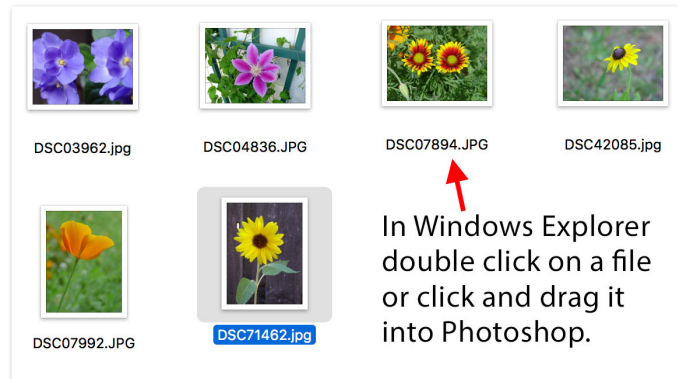 DSC03962.jpg
DSC04836.JPG
DSC07894.JPG
DSC42085.jpg
DSC07992.JPG
DSC71462.jpg
In Windows Explorer
double click on a file
or click and drag it
into Photoshop.